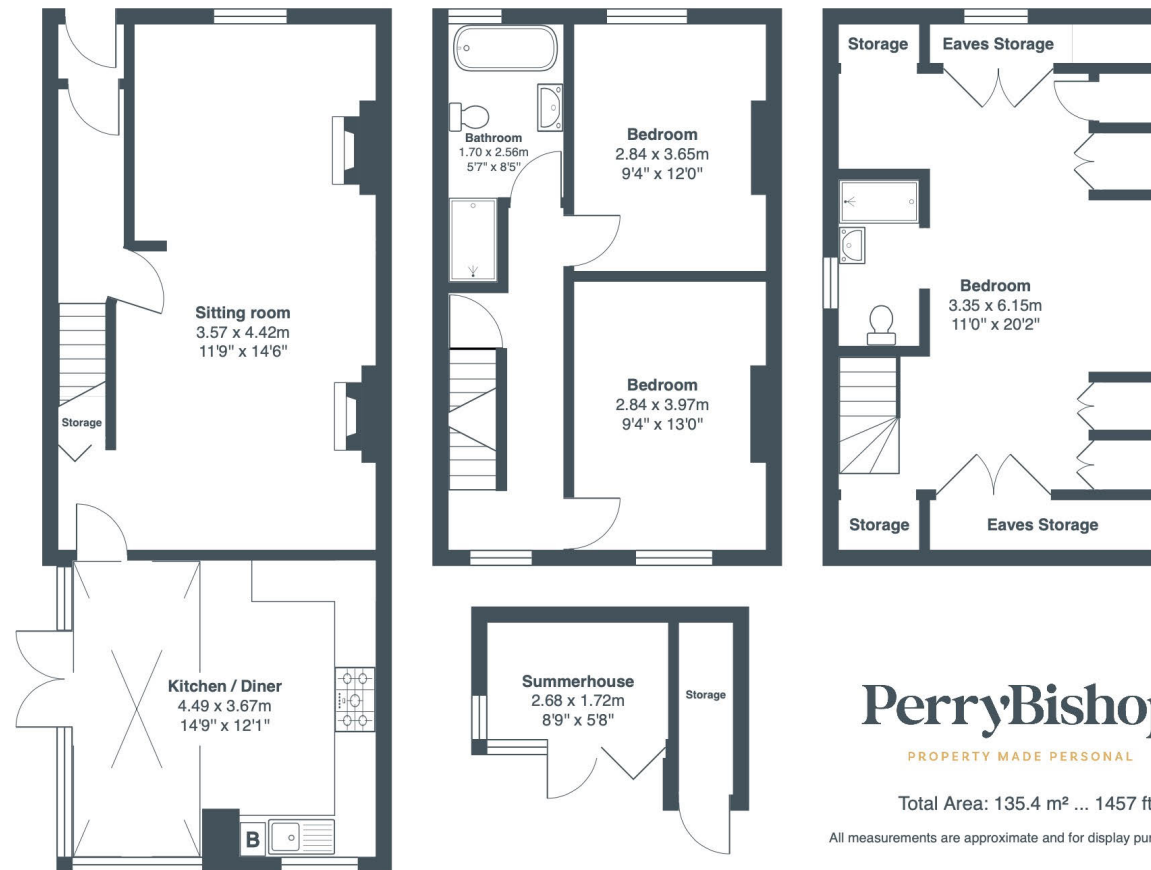 Sitting room
3.57 x 4.42m
11'9" x 14'6"
Storage
Kitchen / Diner
4.49 x 3.67m
14'9" x 12'1"
B
Bathroom
1.70 x 2.56m
5'7" x 8'5"
Bedroom
2.84 x 3.65m
9'4" x 12'0"
Bedroom
2.84 x 3.97m
9'4" x 13'0"
Storage
Eaves Storage
Bedroom
3.35 x 6.15m
11'0" x 20'2"
Storage
Eaves Storage
Summerhouse
2.68 x 1.72m
8'9" x 5'8"
Storage
PerryBishop
PROPERTY MADE PERSONAL
Total Area: 135.4 m² ... 1457 ft
All measurements are approximate and for display pur